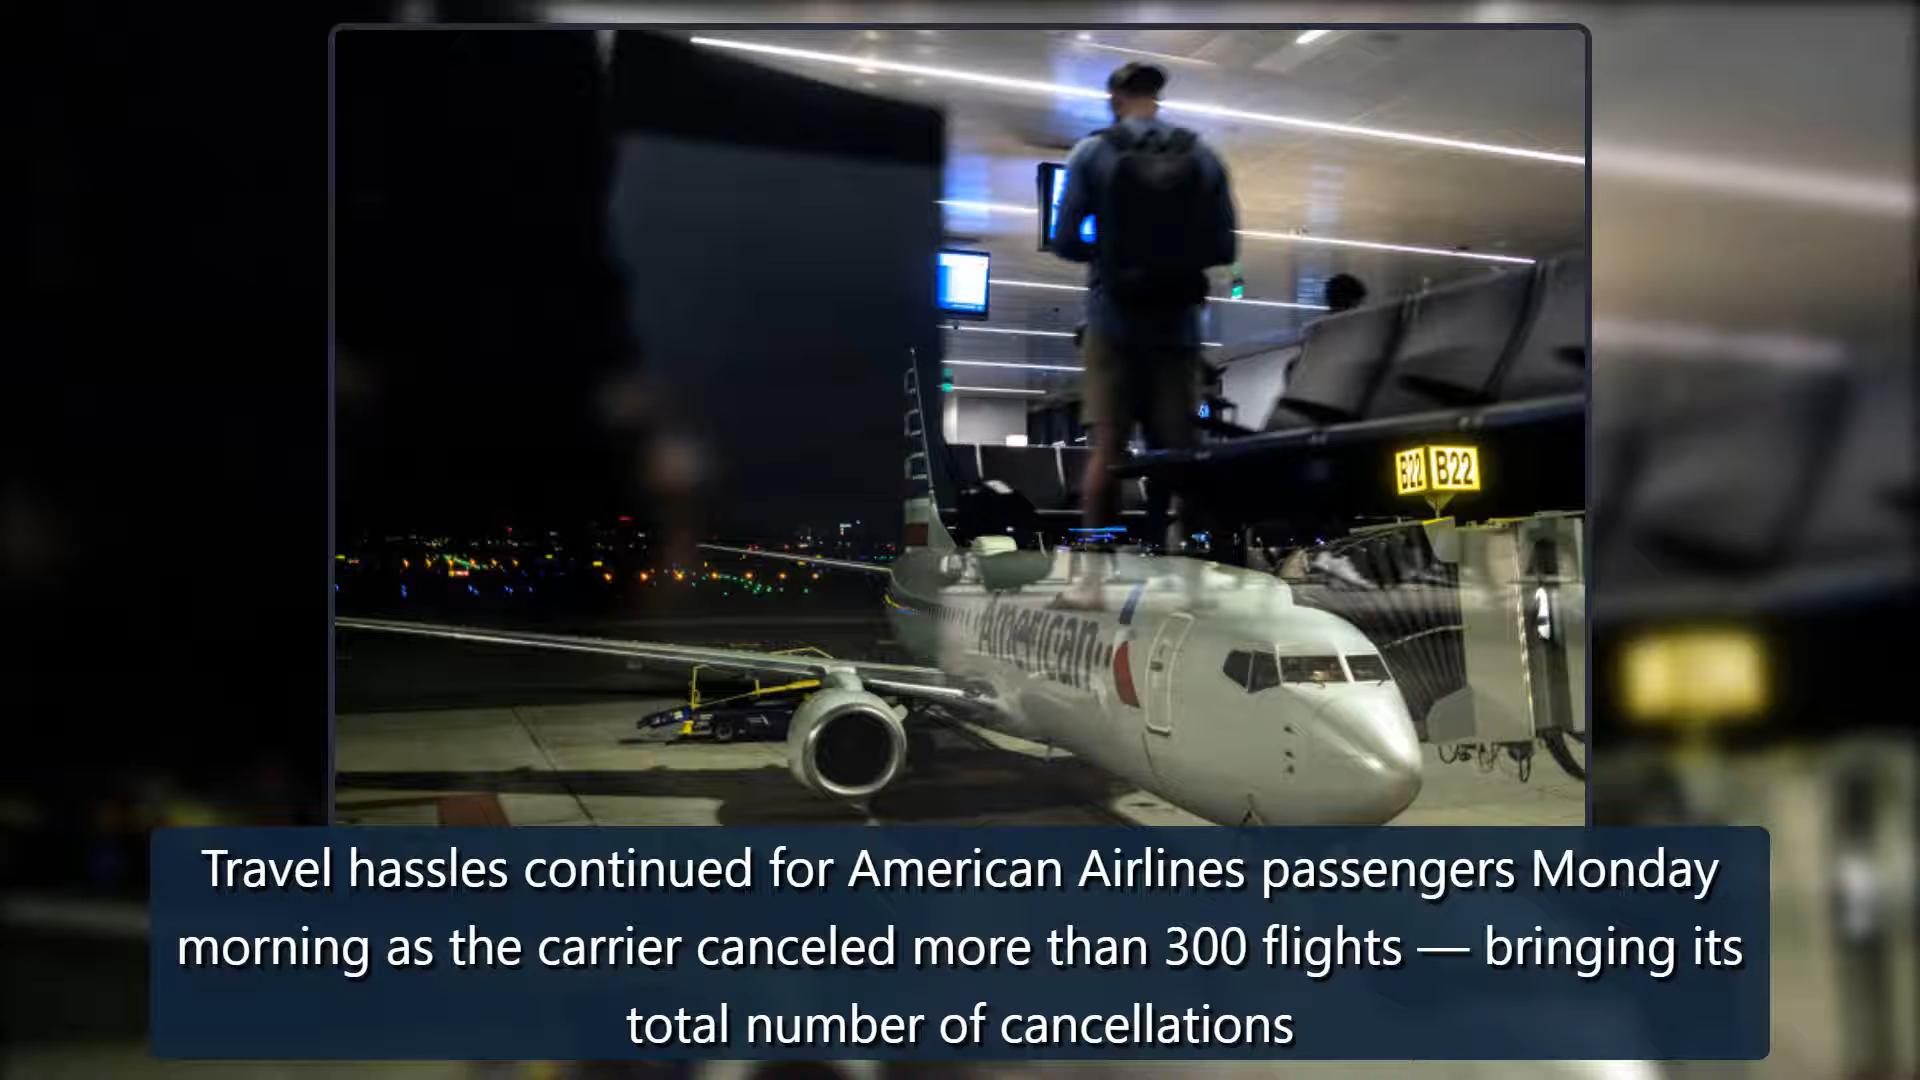 B22 B22
American
Travel hassles continued for American Airlines passengers Monday
morning as the carrier canceled more than 300 flights — bringing its
total number of cancellations